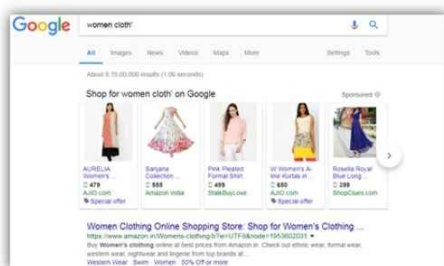 Google women cloth'
All Images News Videos Maps More Settings Tools
About 8,15,00,000 results (1.06 seconds)
Shop for women cloth' on Google Sponsored
AURELIA Sanjana Pink Pleated W Women's A- Rosella Royal
Women's ... Collection ... Formal Shirt line Kurtas in ... Blue Long ...
479 555 499 650 299
AJIO.com Amazon India StalkBuyLove AJIO.com ShopClues.com
Special offer Special offer
Women Clothing Online Shopping Store: Shop for Women's Clothing ...
https://www.amazon.in/Womens-clothing/b?ie=UTF8&node=1953602031
Buy Women's clothing online at best prices from Amazon.in. Check out ethnic wear, formal wear,
western wear, nightwear and lingerie from top brands at ...
Western Wear Swim Women 50% Off or more